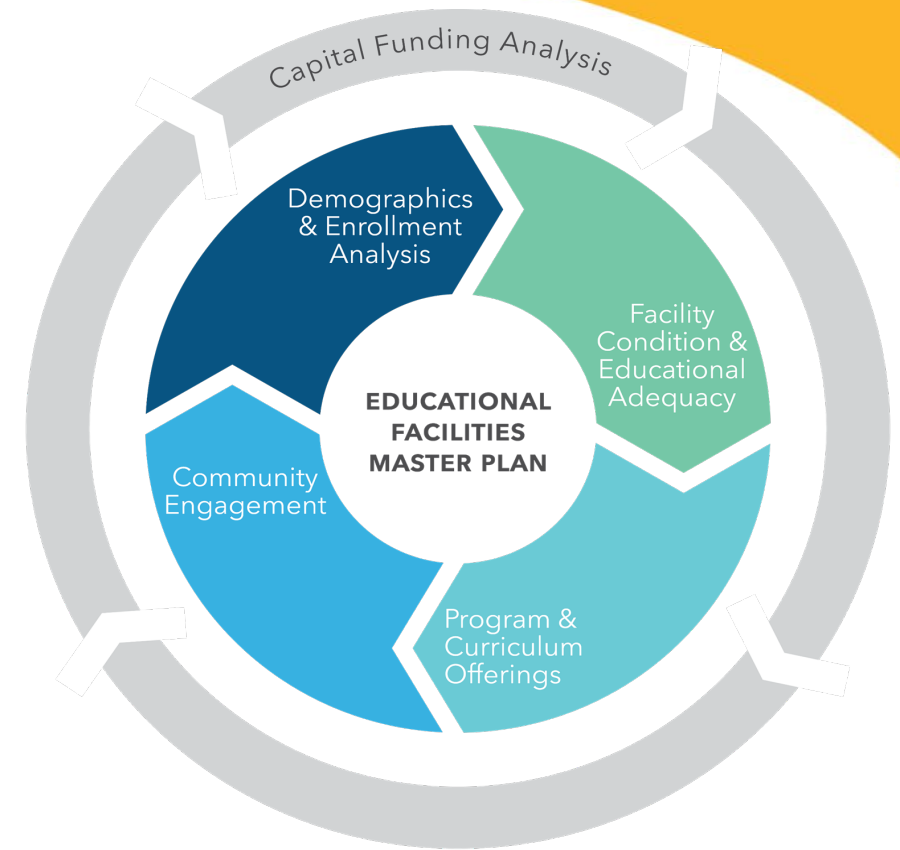 Capital Funding Analysis
Demographics
& Enrollment
Analysis
Facility
Condition &
Educational
Adequacy
EDUCATIONAL
FACILITIES
MASTER PLAN
Community
Engagement
Program &
Curriculum
Offerings